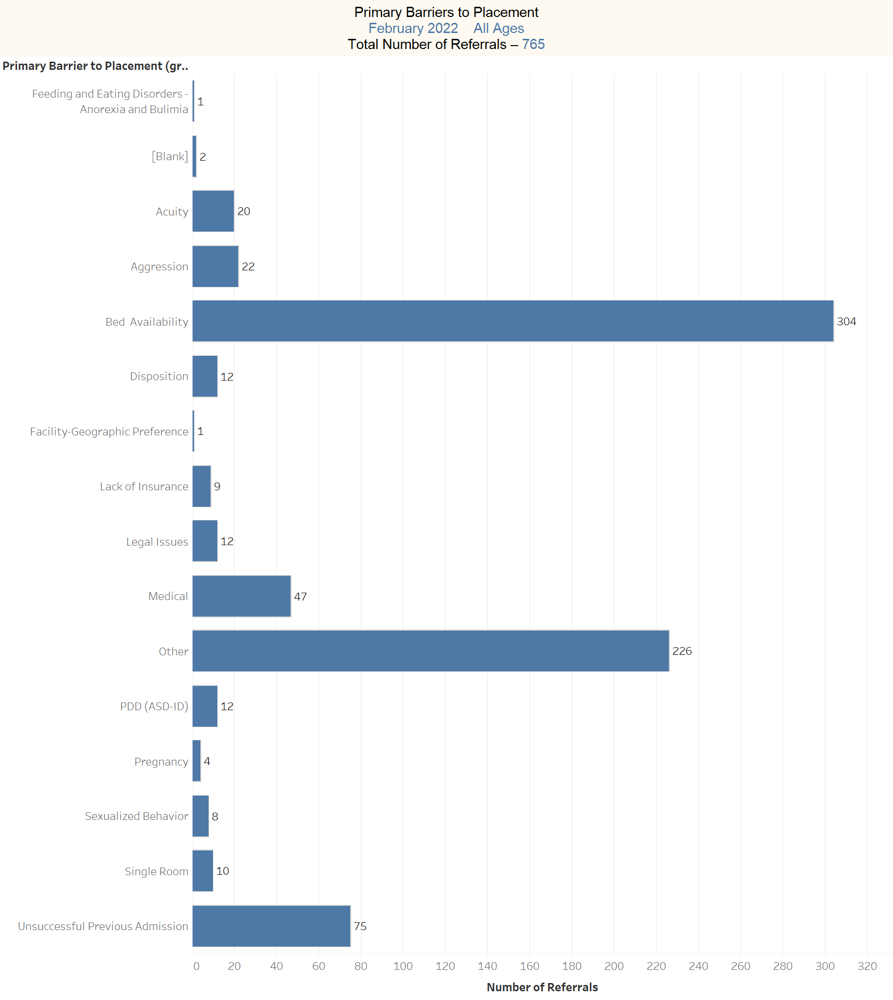 Primary Barriers to Placement
February 2022 All Ages
Total Number of Referrals – 765
Primary Barrier to Placement (gr..
Feeding and Eating Disorders -
Anorexia and Bulimia
1
[Blank] 2
Acuity 20
Aggression 22
Bed Availability 304
Disposition 12
Facility-Geographic Preference 1
Lack of Insurance 9
Legal Issues 12
Medical 47
Other 226
PDD (ASD-ID) 12
Pregnancy 4
Sexualized Behavior 8
Single Room 10
Unsuccessful Previous Admission 75
0 20 40 60 80 100 120 140 160 180 200 220 240 260 280 300 320
Number of Referrals